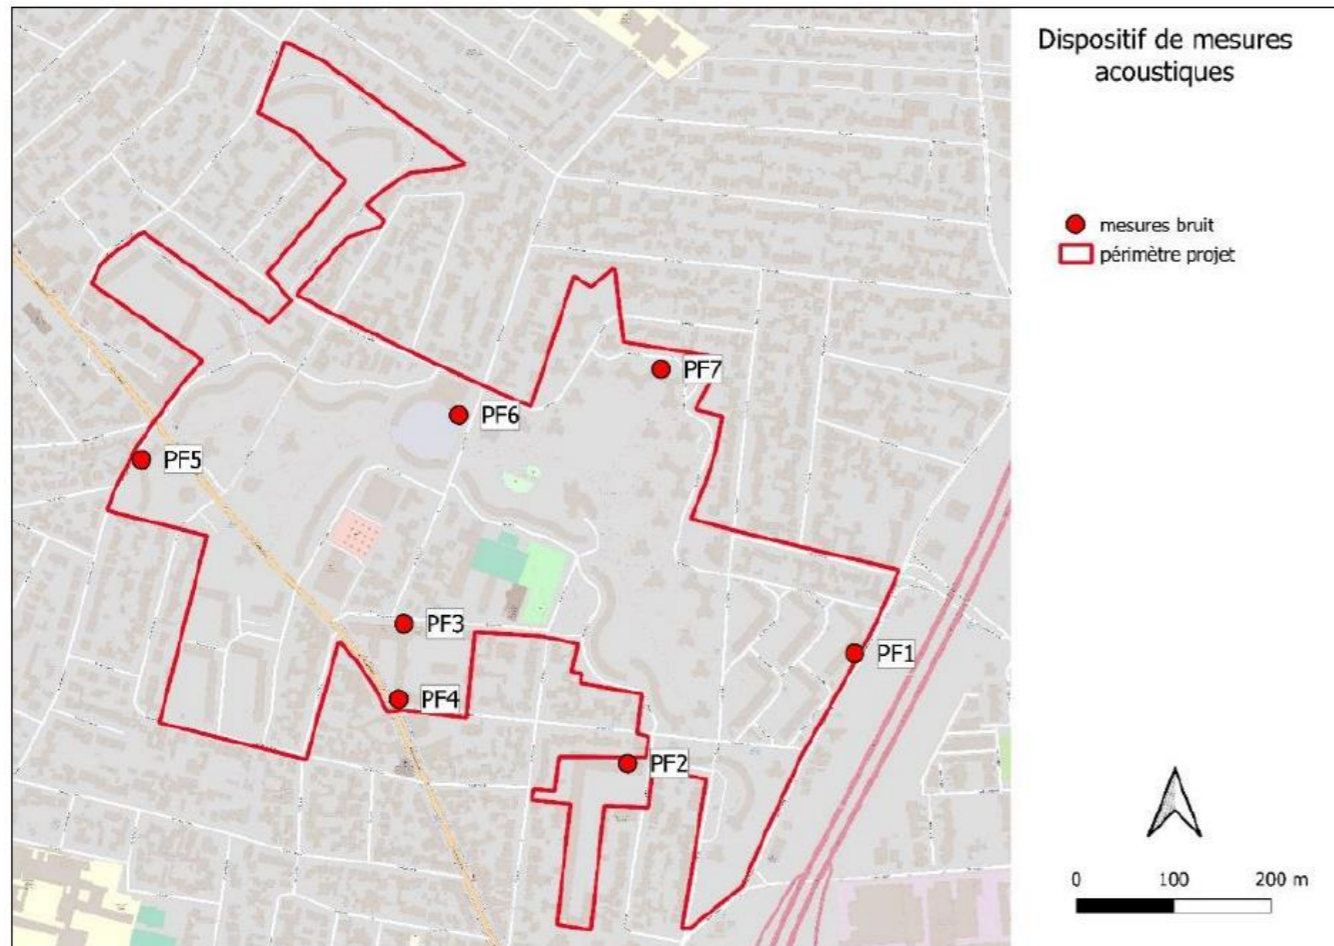 Dispositif de mesures
acoustiques
mesures bruit
périmètre projet
PF7
PF6
PF5
PF3
PF1
PF4
PF2
0 100 200 m